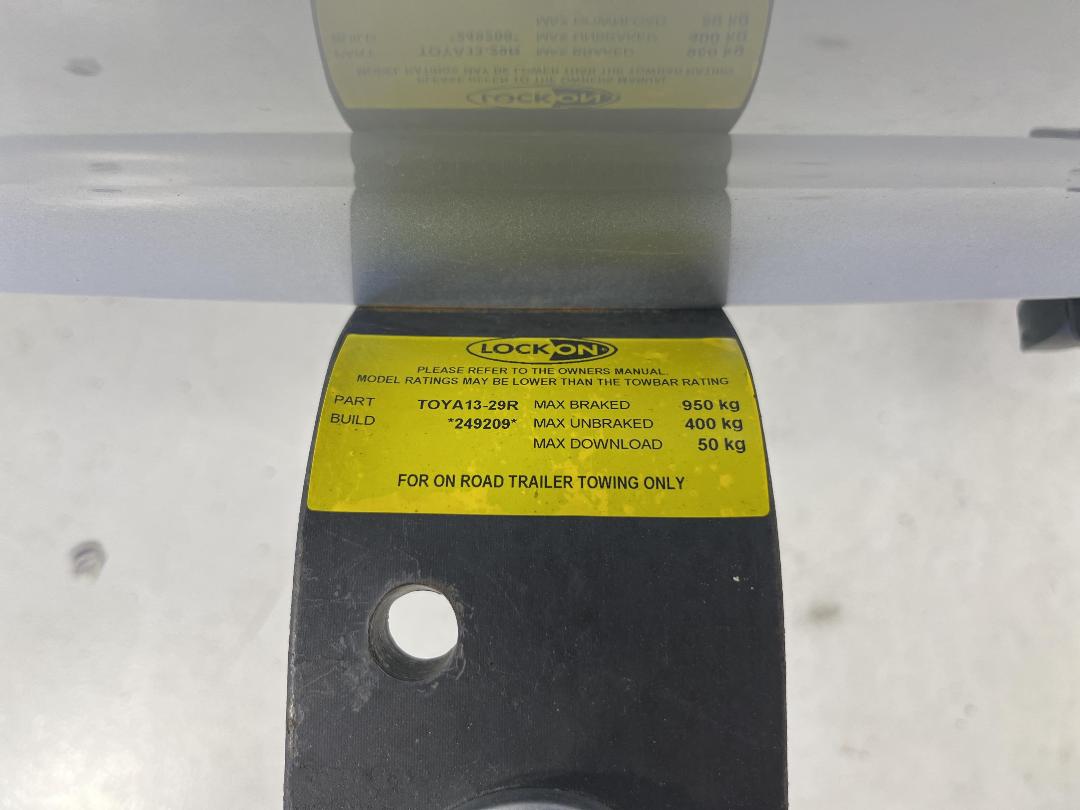 LOCKON
PLEASE REFER TO THE OWNERS MANUAL.
MODEL RATINGS MAY BE LOWER THAN THE TOWBAR RATING
PART TOYA13-29R MAX BRAKED 950 kg
BUILD *249209* MAX UNBRAKED 400 kg
MAX DOWNLOAD 50 kg
FOR ON ROAD TRAILER TOWING ONLY